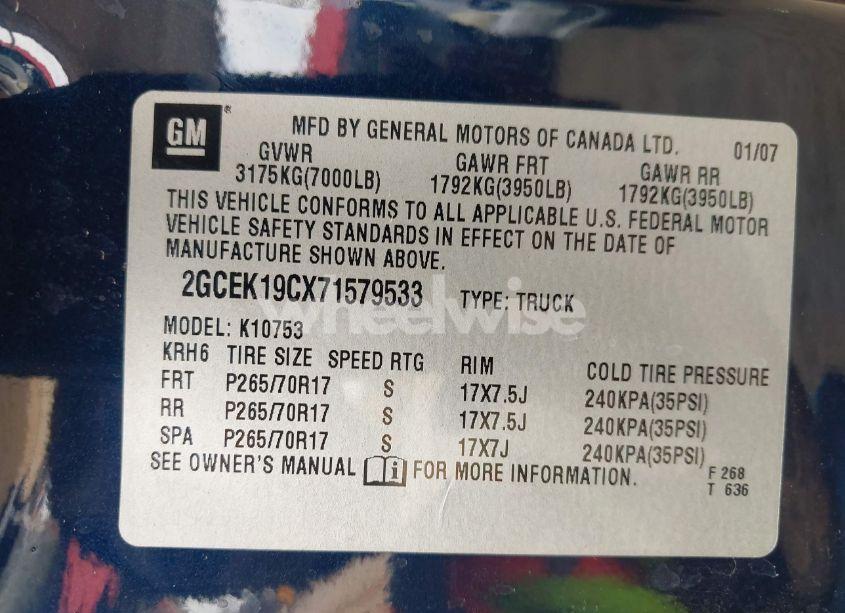 GM
MFD BY GENERAL MOTORS OF CANADA LTD. 01/07
GVWR GAWR FRT GAWR RR
3175KG(7000LB) 1792KG(3950LB) 1792KG(3950LB)
THIS VEHICLE CONFORMS TO ALL APPLICABLE U.S. FEDERAL MOTOR
VEHICLE SAFETY STANDARDS IN EFFECT ON THE DATE OF
MANUFACTURE SHOWN ABOVE.
2GCEK19CX71579533 TYPE: TRUCK
wheelwise
MODEL: K10753
KRH6 TIRE SIZE SPEED RTG RIM COLD TIRE PRESSURE
FRT P265/70R17 S 17X7.5J 240KPA(35PSI)
RR P265/70R17 S 17X7.5J 240KPA(35PSI)
SPA P265/70R17 S 17X7J 240KPA(35PSI)
SEE OWNER'S MANUAL i FOR MORE INFORMATION.
F 268
T 636